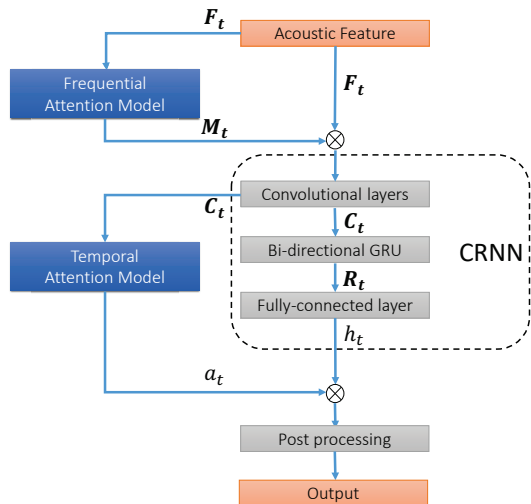 F_t
Acoustic Feature
Frequential
Attention Model
F_t
M_t
Convolutional layers
C_t
C_t
Bi-directional GRU
CRNN
Temporal
Attention Model
R_t
Fully-connected layer
h_t
a_t
Post processing
Output